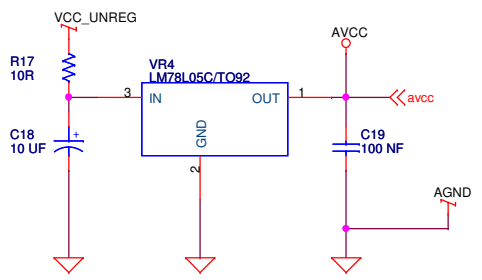 VCC_UNREG
AVCC
R17
10R
VR4
LM78L05C/TO92
3
IN
OUT
1
avcc
GND
C18
+
10 UF
C19
100 NF
2
AGND